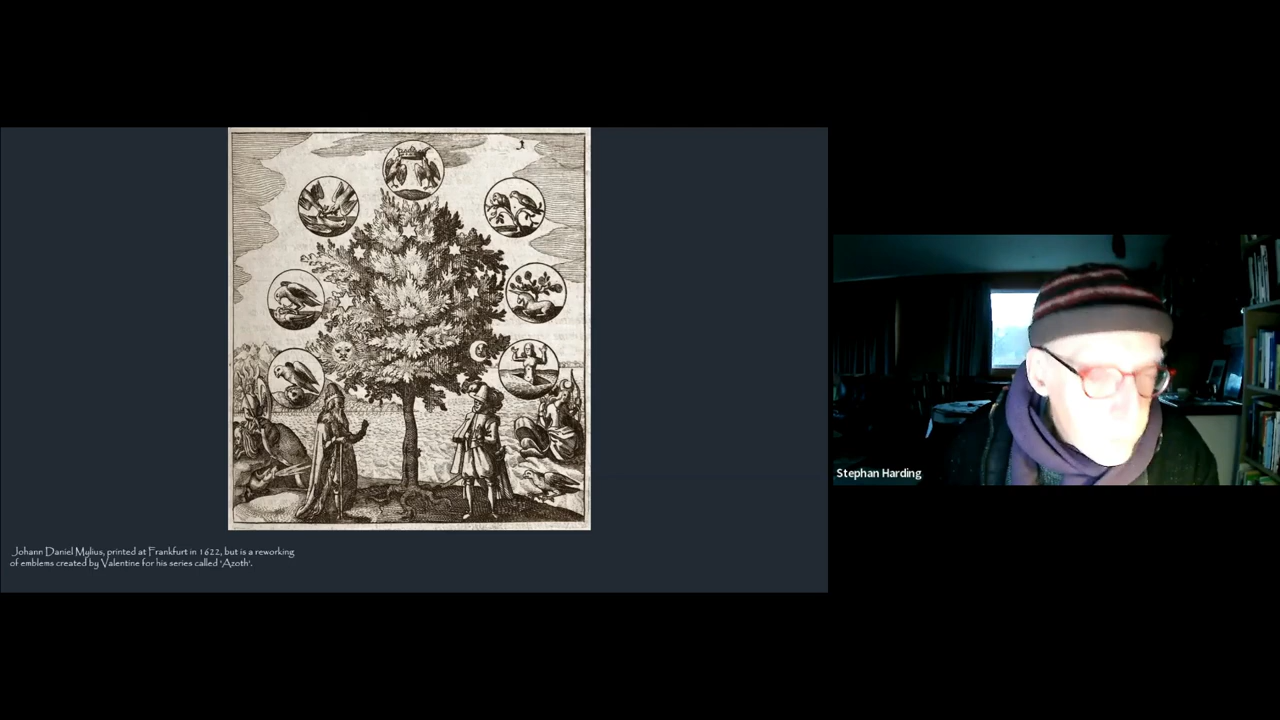 Johann Daniel Mylius, printed at Frankfurt in 1622, but is a reworking
of emblems created by Valentine for his series called 'Azoth'.
Stephan Harding